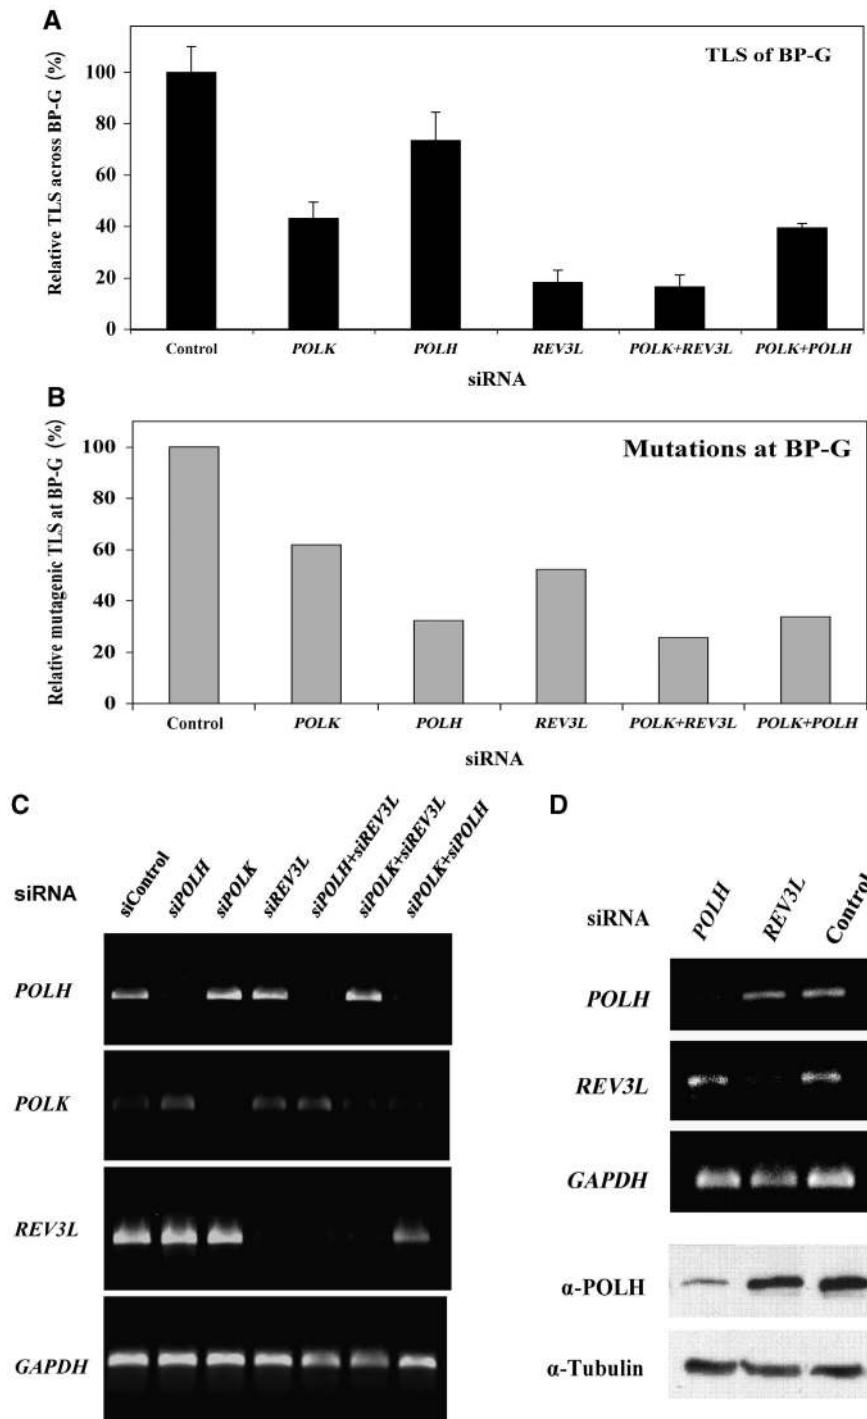 A
Relative TLS across BP-G (%)
TLS of BP-G
100
80
60
40
20
0
Control POLK POLH REV3L POLK+REV3L POLK+POLH
siRNA
B
Relative mutagenic TLS at BP-G (%)
Mutations at BP-G
100
80
60
40
20
0
Control POLK POLH REV3L POLK+REV3L POLK+POLH
siRNA
C
siRNA
siControl
siPOLH
siPOLK
siREV3L
siPOLH+siREV3L
siPOLK+siREV3L
siPOLK+siPOLH
POLH
POLK
REV3L
GAPDH
D
siRNA
POLH
REV3L
Control
POLH
REV3L
GAPDH
α-POLH
α-Tubulin